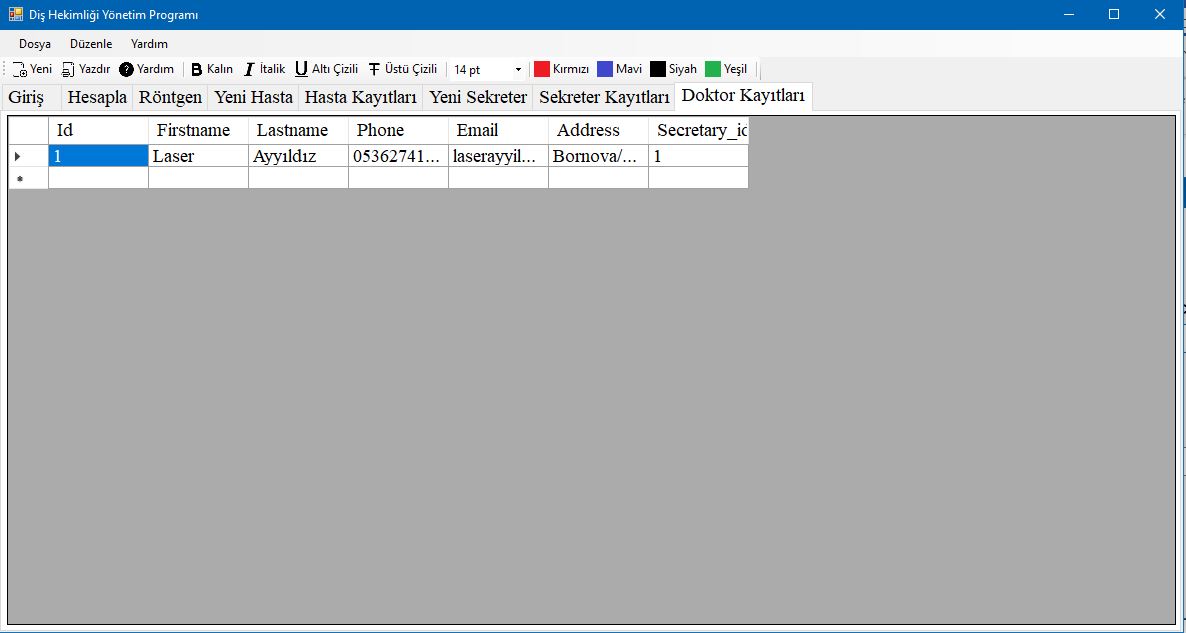 Diş Hekimliği Yönetim Programı
Dosya Düzenle Yardım
Yeni Yazdır Yardım B Kalın I İtalik U Altı Çizili T Üstü Çizili 14 pt Kırmızı Mavi Siyah Yeşil
Giriş Hesapla Röntgen Yeni Hasta Hasta Kayıtları Yeni Sekreter Sekreter Kayıtları Doktor Kayıtları
Id Firstname Lastname Phone Email Address Secretary_id
1 Laser Ayyıldız 05362741... laserayyil... Bornova/... 1